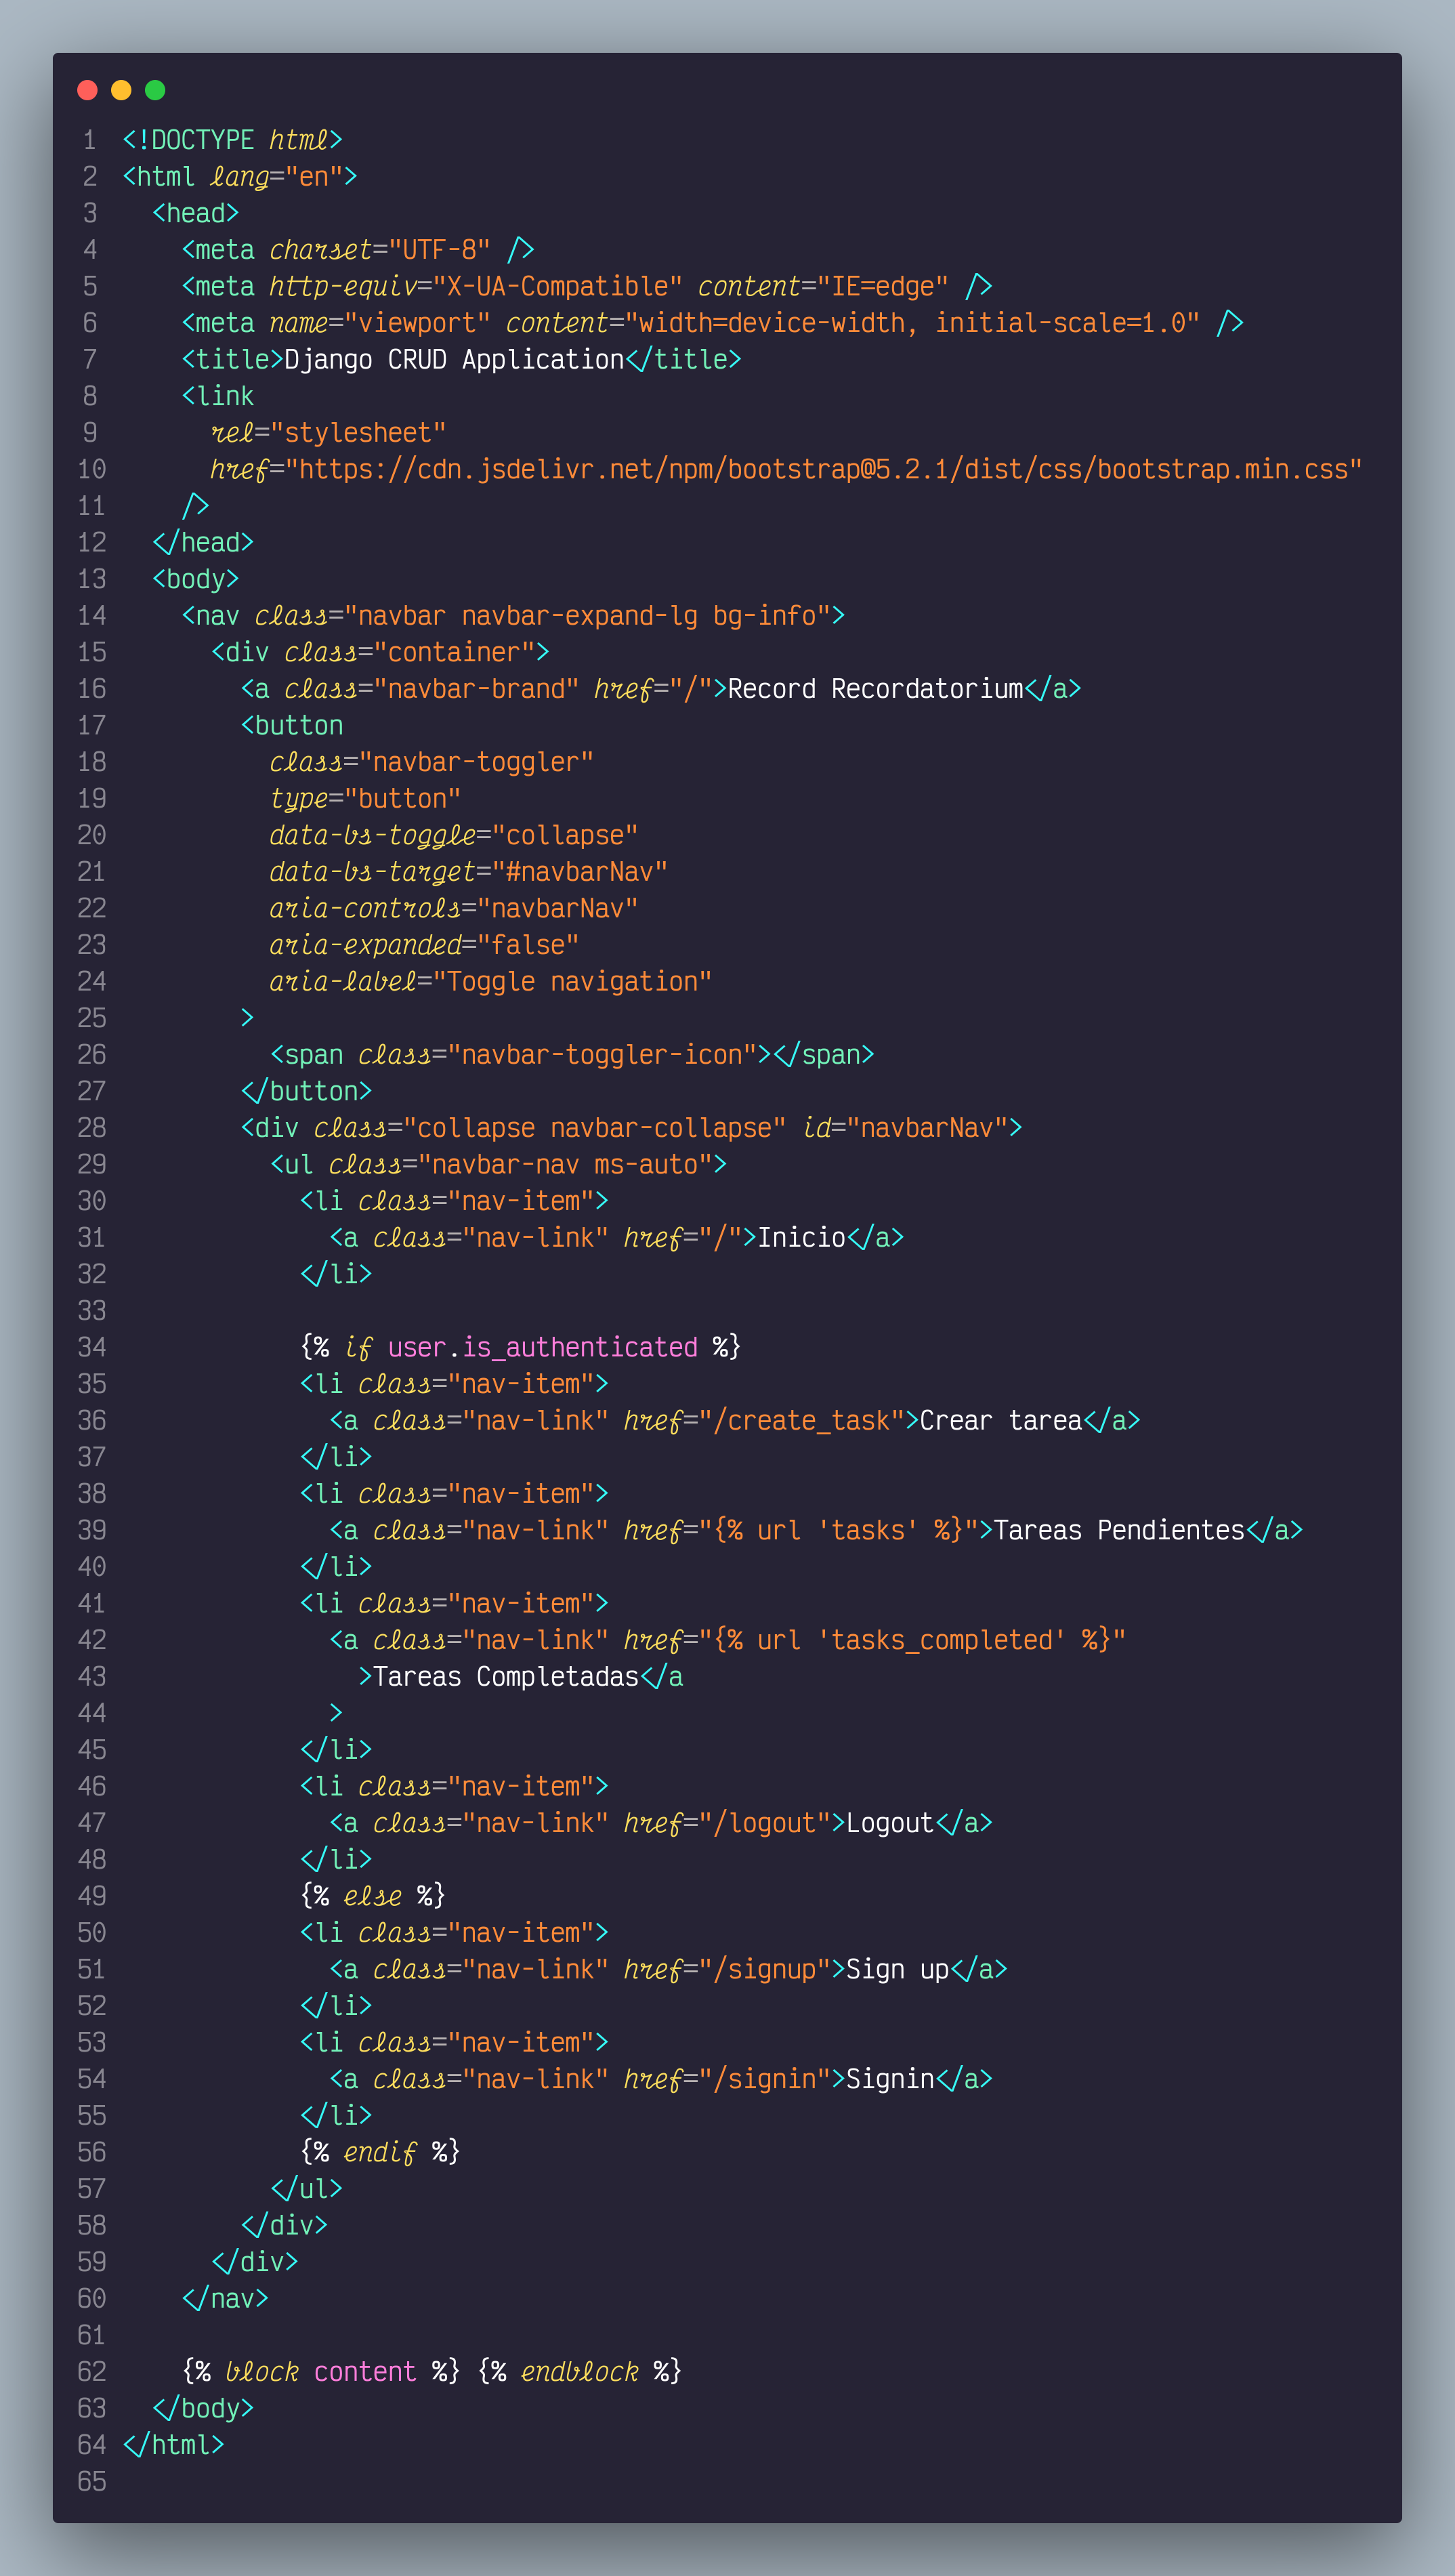 1 <!DOCTYPE html>
2 <html lang="en">
3   <head>
4     <meta charset="UTF-8" />
5     <meta http-equiv="X-UA-Compatible" content="IE=edge" />
6     <meta name="viewport" content="width=device-width, initial-scale=1.0" />
7     <title>Django CRUD Application</title>
8     <link
9       rel="stylesheet"
10       href="https://cdn.jsdelivr.net/npm/bootstrap@5.2.1/dist/css/bootstrap.min.css"
11     />
12   </head>
13   <body>
14     <nav class="navbar navbar-expand-lg bg-info">
15       <div class="container">
16         <a class="navbar-brand" href="/">Record Recordatorium</a>
17         <button
18           class="navbar-toggler"
19           type="button"
20           data-bs-toggle="collapse"
21           data-bs-target="#navbarNav"
22           aria-controls="navbarNav"
23           aria-expanded="false"
24           aria-label="Toggle navigation"
25         >
26           <span class="navbar-toggler-icon"></span>
27         </button>
28         <div class="collapse navbar-collapse" id="navbarNav">
29           <ul class="navbar-nav ms-auto">
30             <li class="nav-item">
31               <a class="nav-link" href="/">Inicio</a>
32             </li>
33
34             {% if user.is_authenticated %}
35             <li class="nav-item">
36               <a class="nav-link" href="/create_task">Crear tarea</a>
37             </li>
38             <li class="nav-item">
39               <a class="nav-link" href="{% url 'tasks' %}">Tareas Pendientes</a>
40             </li>
41             <li class="nav-item">
42               <a class="nav-link" href="{% url 'tasks_completed' %}"
43                 >Tareas Completadas</a
44               >
45             </li>
46             <li class="nav-item">
47               <a class="nav-link" href="/logout">Logout</a>
48             </li>
49             {% else %}
50             <li class="nav-item">
51               <a class="nav-link" href="/signup">Sign up</a>
52             </li>
53             <li class="nav-item">
54               <a class="nav-link" href="/signin">Signin</a>
55             </li>
56             {% endif %}
57           </ul>
58         </div>
59       </div>
60     </nav>
61
62     {% block content %} {% endblock %}
63   </body>
64 </html>
65